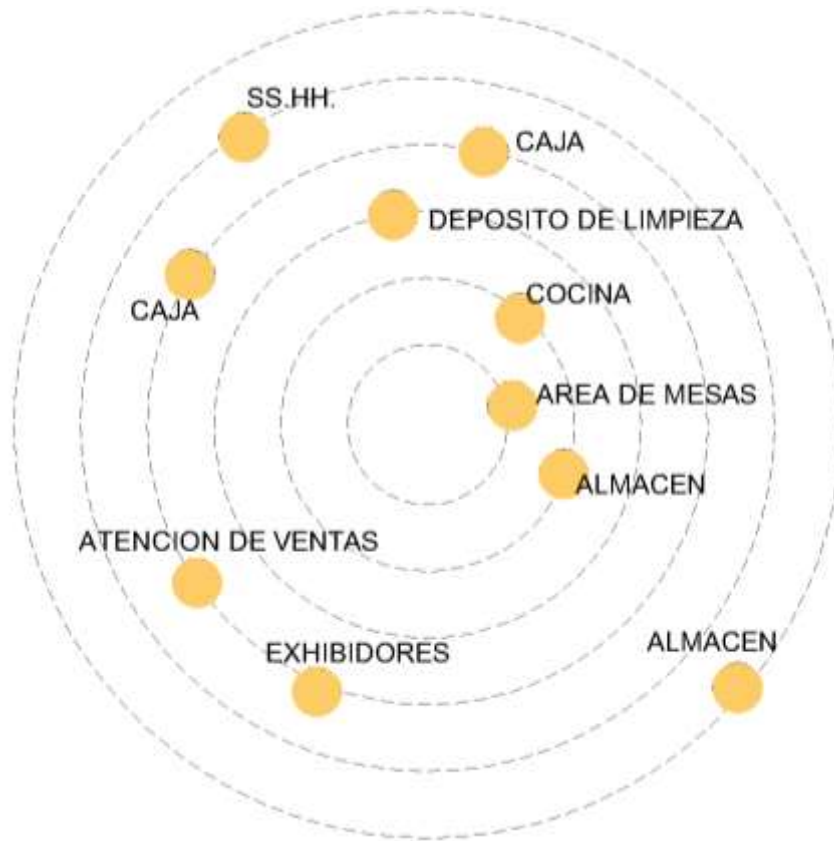 SS.HH.
CAJA
DEPOSITO DE LIMPIEZA
COCINA
CAJA
AREA DE MESAS
ALMACEN
ATENCION DE VENTAS
EXHIBIDORES
ALMACEN